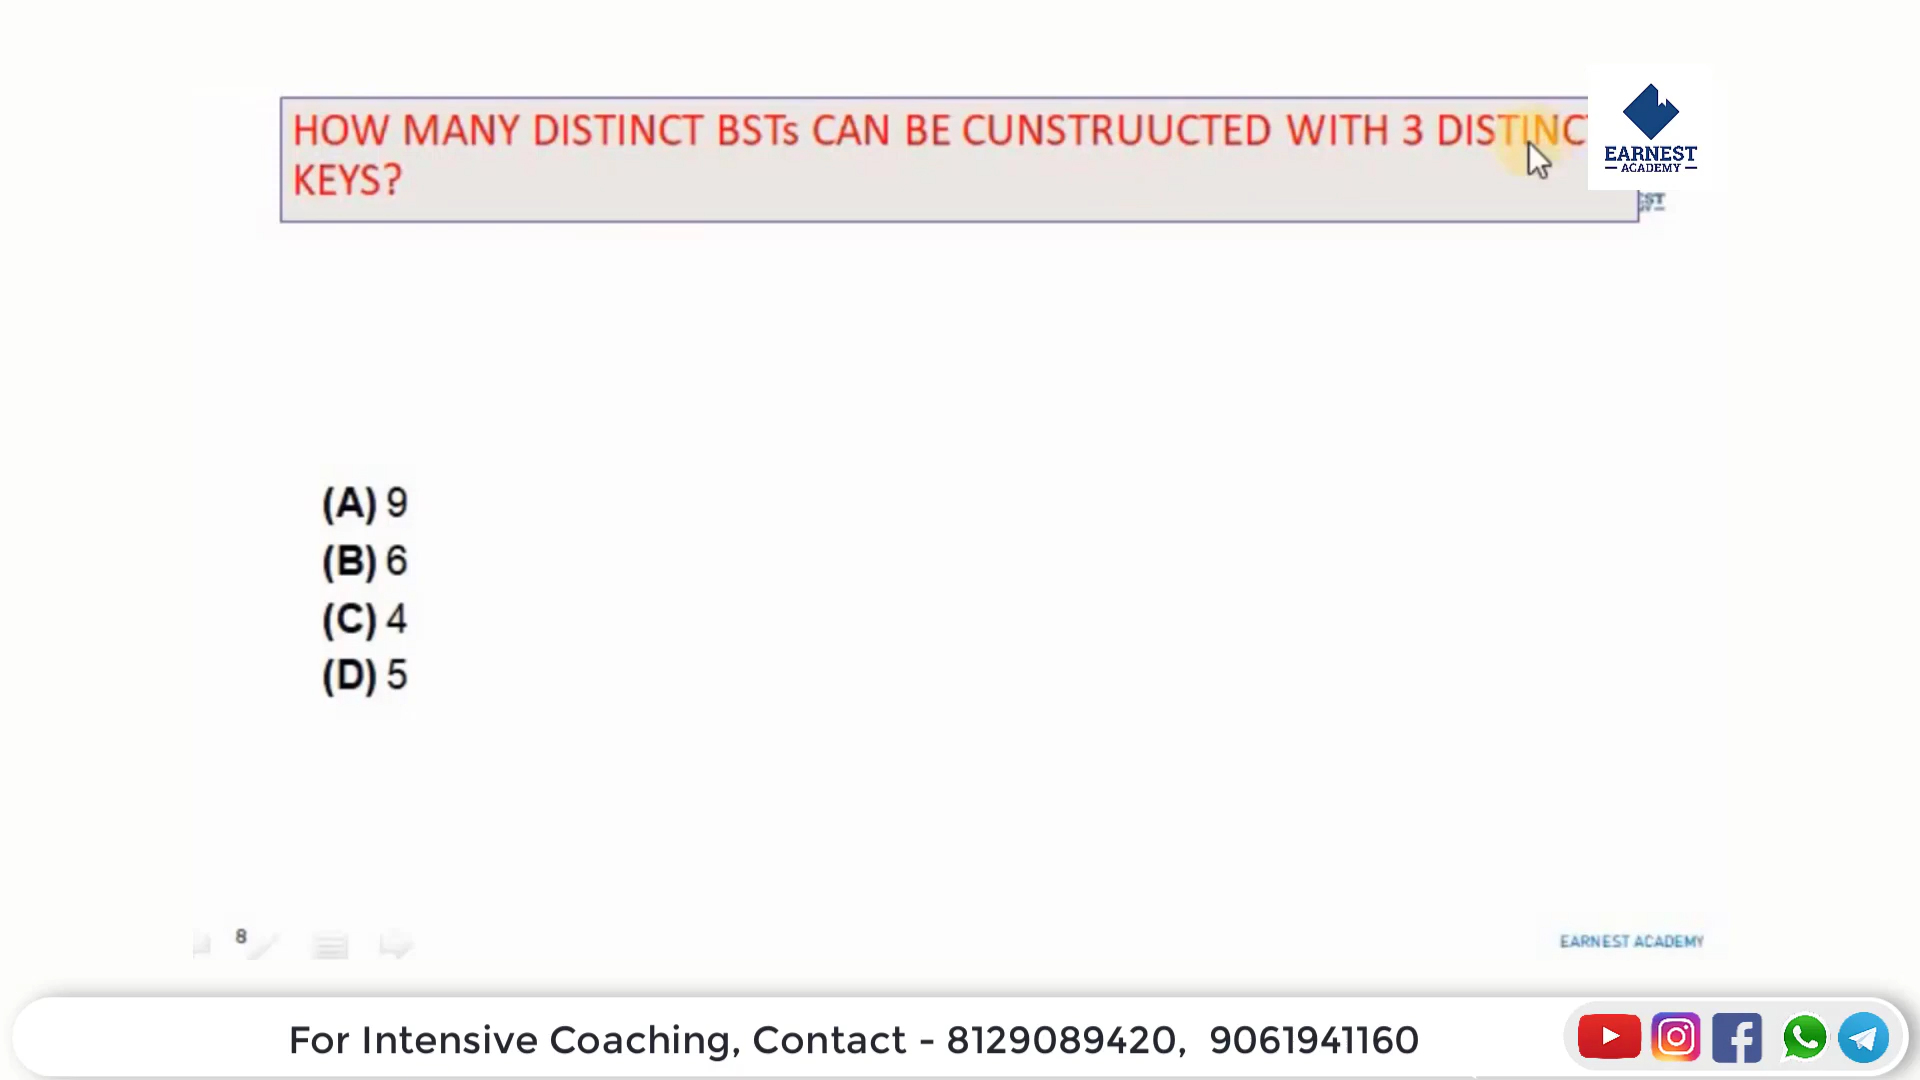 HOW MANY DISTINCT BSTs CAN BE CUNSTRUUCTED WITH 3 DISTINC
KEYS?
EARNEST
ACADEMY
(A) 9
(B) 6
(C) 4
(D) 5
8
EARNEST ACADEMY
For Intensive Coaching, Contact - 8129089420, 9061941160